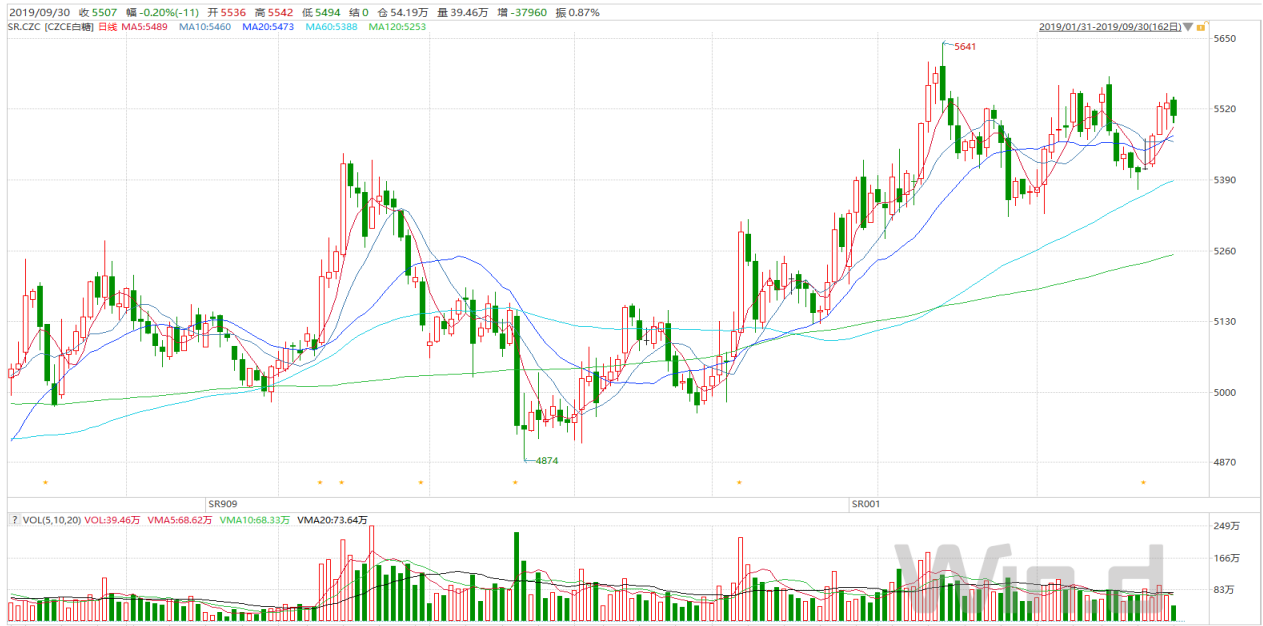 2019/09/30 收 5507 幅 -0.20%(-11) 开 5536 高 5542 低 5494 结 0 仓 54.19万 量 39.46万 增 -37960 振 0.87%
SR.CZC [CZCE白糖] 日线 MA5:5489 MA10:5460 MA20:5473 MA60:5388 MA120:5253 2019/01/31-2019/09/30(162日)
5650
5641
5520
5390
5260
5130
5000
4874
4870
SR909 SR001
? VOL(5,10,20) VOL:39.46万 VMA5:68.62万 VMA10:68.33万 VMA20:73.64万
249万
166万
83万
Wind